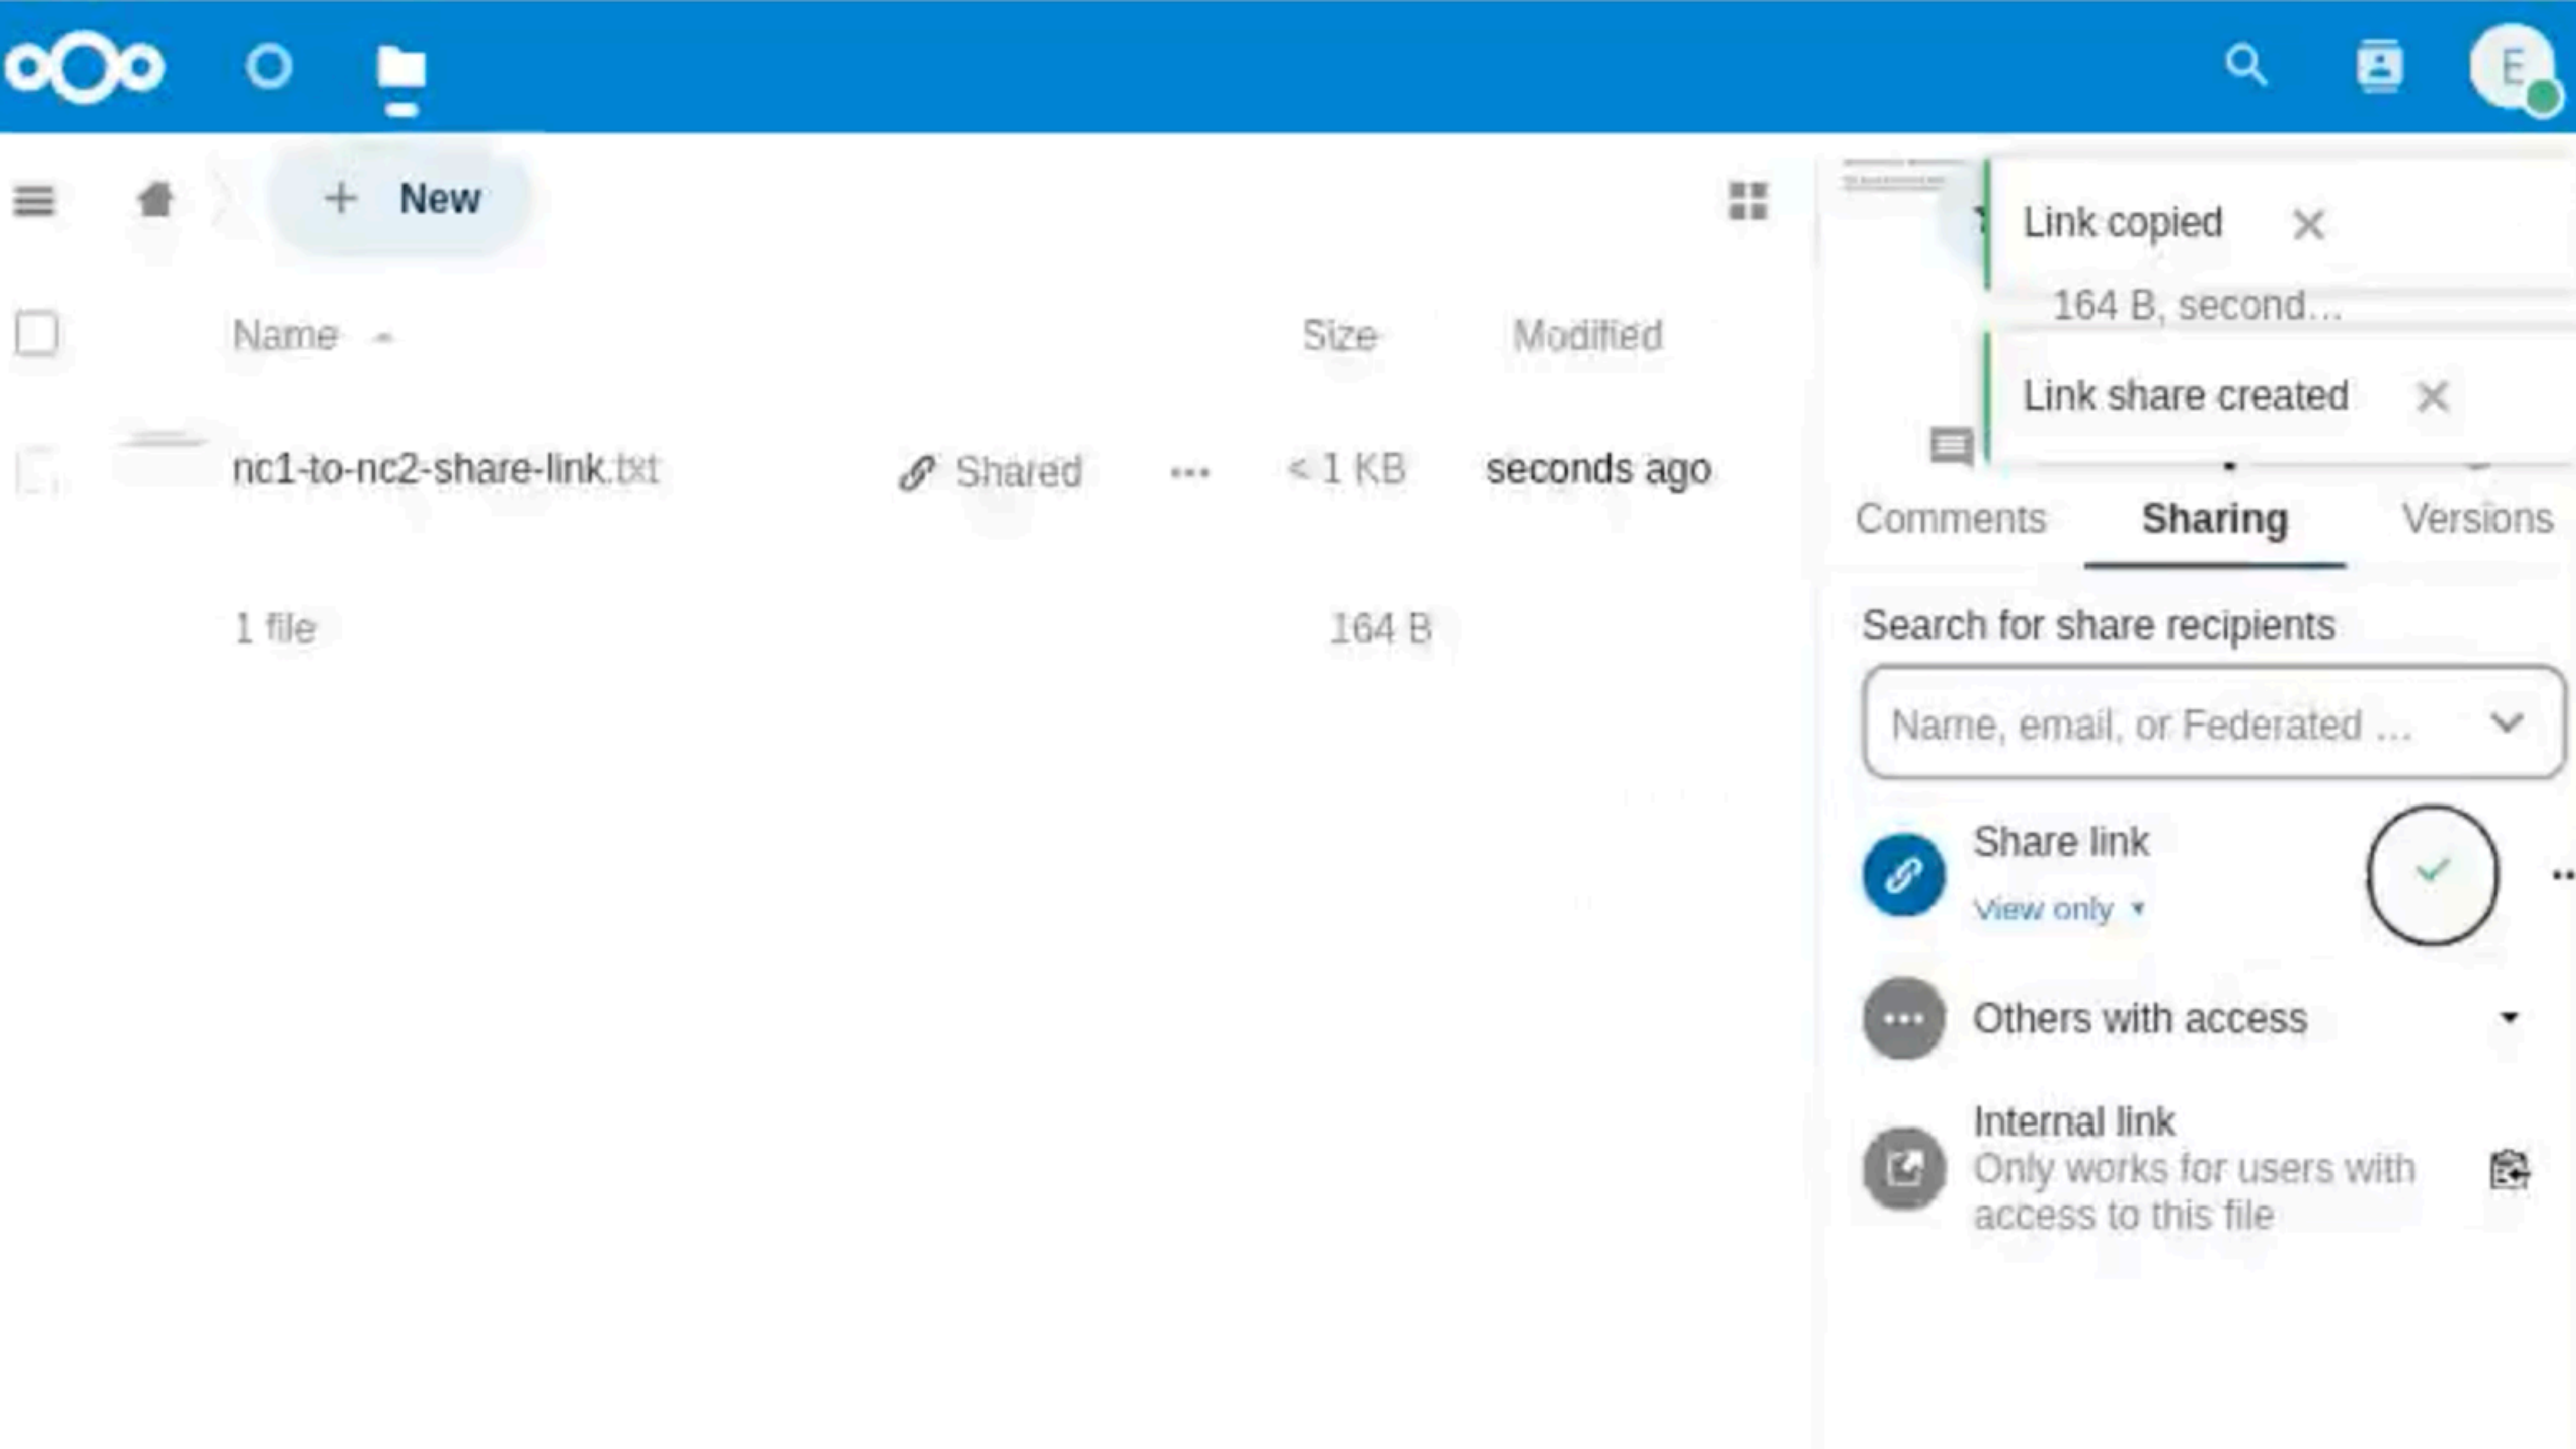 E
New
Link copied
164 B, second...
Name
Size
Modified
Link share created
nc1-to-nc2-share-link.txt
Shared
< 1 KB
seconds ago
Comments
Sharing
Versions
1 file
164 B
Search for share recipients
Name, email, or Federated ...
Share link
View only
Others with access
Internal link
Only works for users with
access to this file